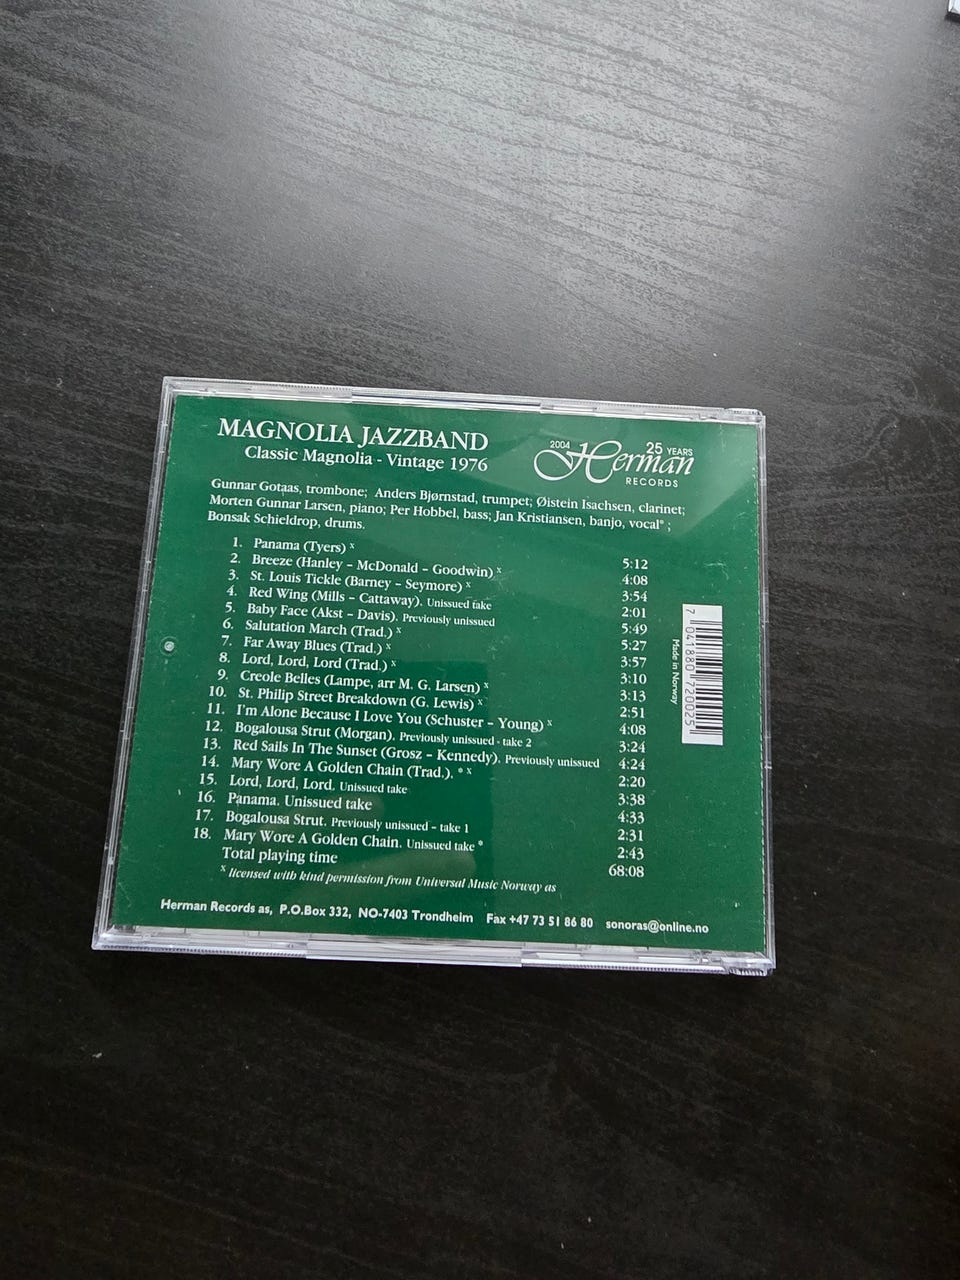 MAGNOLIA JAZZBAND
Classic Magnolia - Vintage 1976
2004 Herman 25 YEARS
RECORDS
Gunnar Gotaas, trombone; Anders Bjørnstad, trumpet; Øistein Isachsen, clarinet;
Morten Gunnar Larsen, piano; Per Hobbel, bass; Jan Kristiansen, banjo, vocal* ;
Bonsak Schieldrop, drums.
1. Panama (Tyers) x 5:12
2. Breeze (Hanley – McDonald – Goodwin) x 4:08
3. St. Louis Tickle (Barney – Seymore) x 3:54
4. Red Wing (Mills – Cattaway). Unissued take 2:01
5. Baby Face (Akst – Davis). Previously unissued 5:49
6. Salutation March (Trad.) x 5:27
7. Far Away Blues (Trad.) x 3:57
8. Lord, Lord, Lord (Trad.) x 3:10
9. Creole Belles (Lampe, arr M. G. Larsen) x 3:13
10. St. Philip Street Breakdown (G. Lewis) x 2:51
11. I'm Alone Because I Love You (Schuster – Young) x 4:08
12. Bogalousa Strut (Morgan). Previously unissued - take 2 3:24
13. Red Sails In The Sunset (Grosz – Kennedy). Previously unissued 4:24
14. Mary Wore A Golden Chain (Trad.). * x 2:20
15. Lord, Lord, Lord. Unissued take 3:38
16. Panama. Unissued take 4:33
17. Bogalousa Strut. Previously unissued – take 1 2:31
18. Mary Wore A Golden Chain. Unissued take * 2:43
Total playing time 68:08
x licensed with kind permission from Universal Music Norway as
Herman Records as, P.O.Box 332, NO-7403 Trondheim Fax +47 73 51 86 80 sonoras@online.no
Made in Norway
7 041880 720025